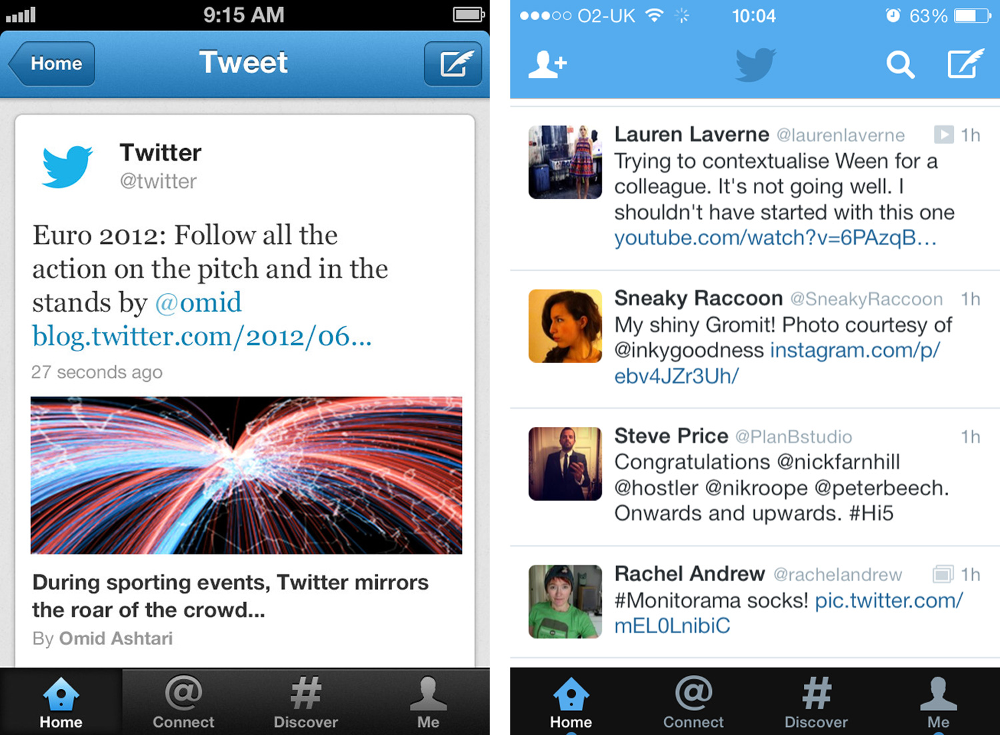 9:15 AM
Home
Tweet
Twitter
@twitter
Euro 2012: Follow all the
action on the pitch and in the
stands by @omid
blog.twitter.com/2012/06...
27 seconds ago
During sporting events, Twitter mirrors
the roar of the crowd...
By Omid Ashtari
Home
@
Connect
#
Discover
Me
O2-UK
10:04
63%
Lauren Laverne @laurenlaverne 1h
Trying to contextualise Ween for a
colleague. It's not going well. I
shouldn't have started with this one
youtube.com/watch?v=6PAzqB...
Sneaky Raccoon @SneakyRaccoon 1h
My shiny Gromit! Photo courtesy of
@inkygoodness instagram.com/p/
ebv4JZr3Uh/
Steve Price @PlanBstudio 1h
Congratulations @nickfarnhill
@hostler @nikroope @peterbeech.
Onwards and upwards. #Hi5
Rachel Andrew @rachelandrew 1h
#Monitorama socks! pic.twitter.com/
mEL0LnibiC
Home
@
Connect
#
Discover
Me